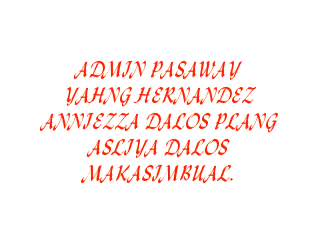 ADMIN PASAWAY
YAHNG HERNANDEZ
ANNIEZZA DALOS PLANG
ASLIYA DALOS
MAKASIMBUAL.